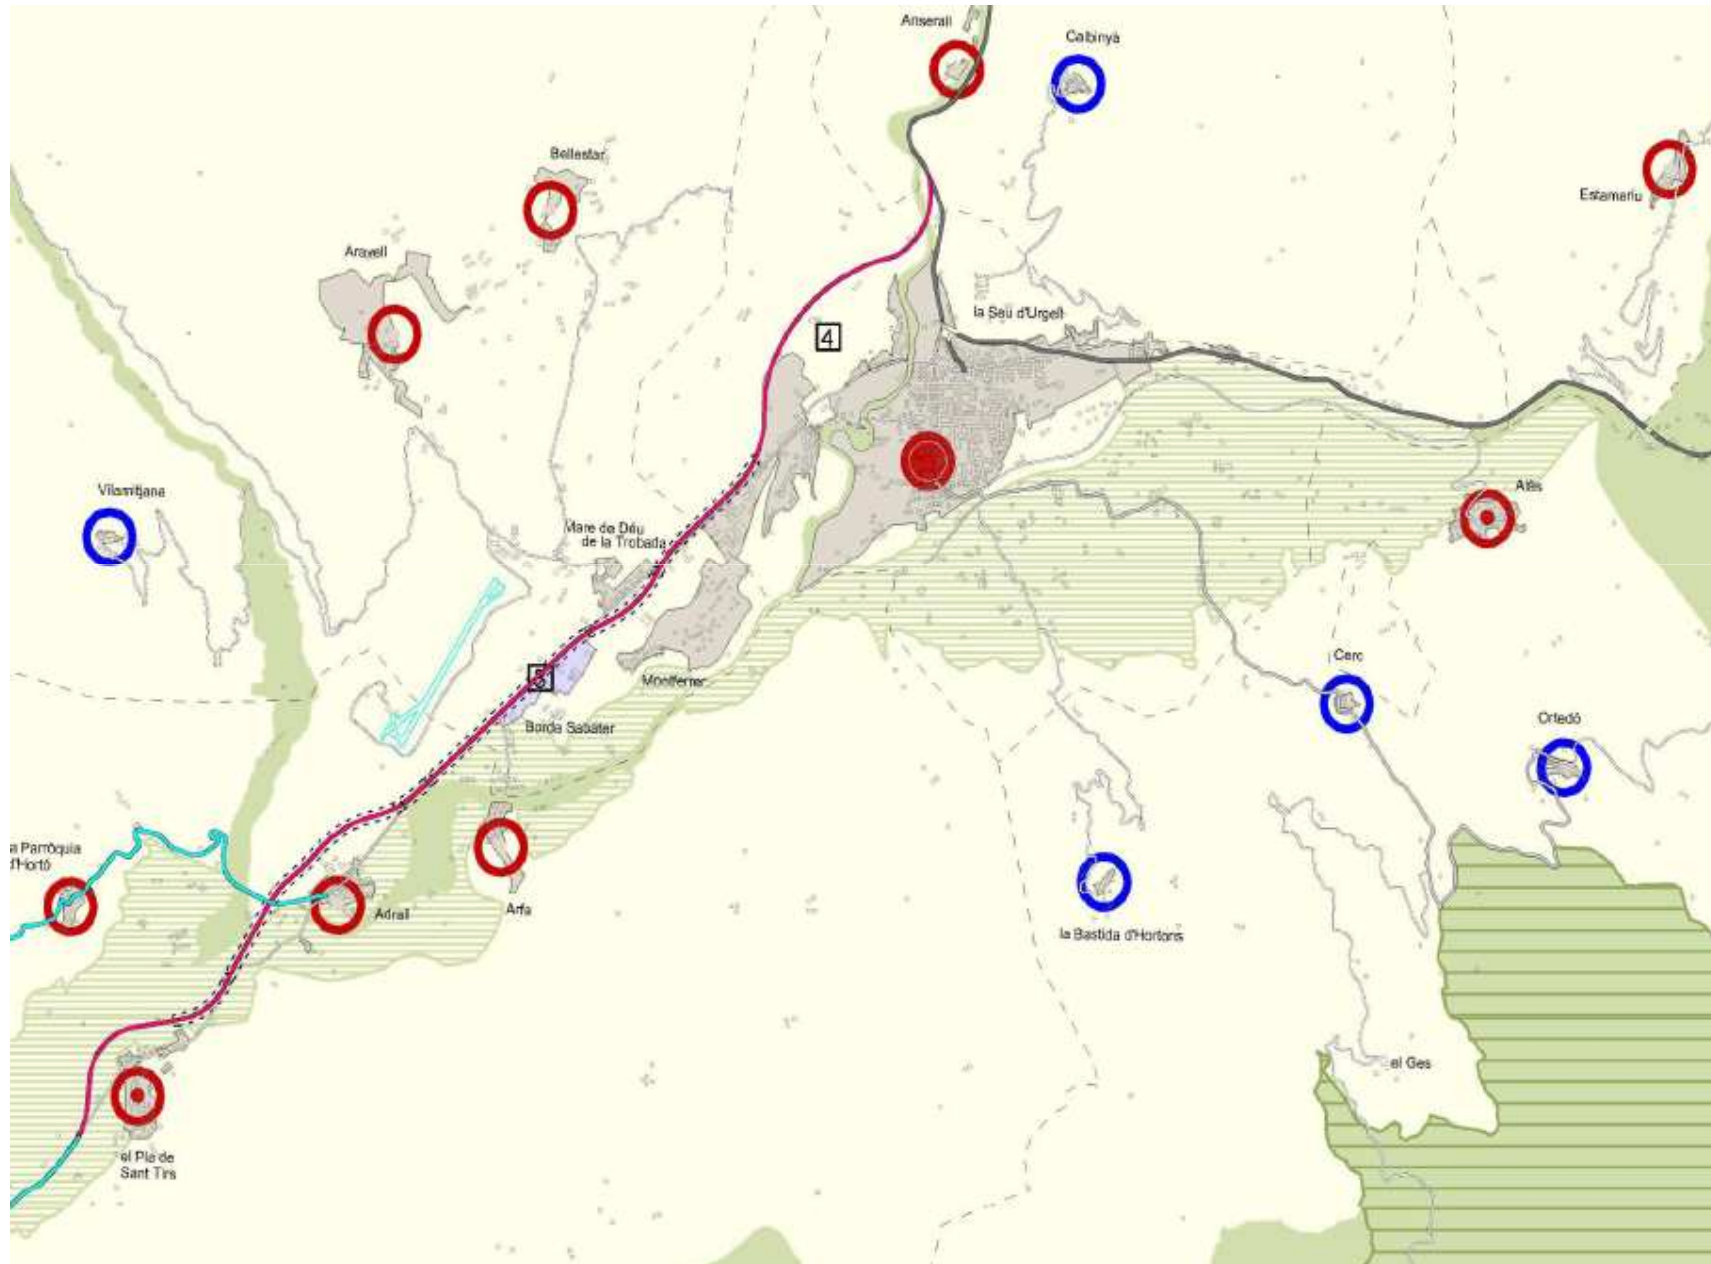 Anserall
Calbinyà
Bellestar
Estamariu
Aravell
la Seu d'Urgell
4
Vilamitjana
Alàs
Mare de Déu
de la Trobada
Cerc
5
Montferrer
Ortedó
Borda Sabater
a Parròquia
d'Hortó
Adrall
Arfa
la Bastida d'Hortons
el Ges
el Pla de
Sant Tirs